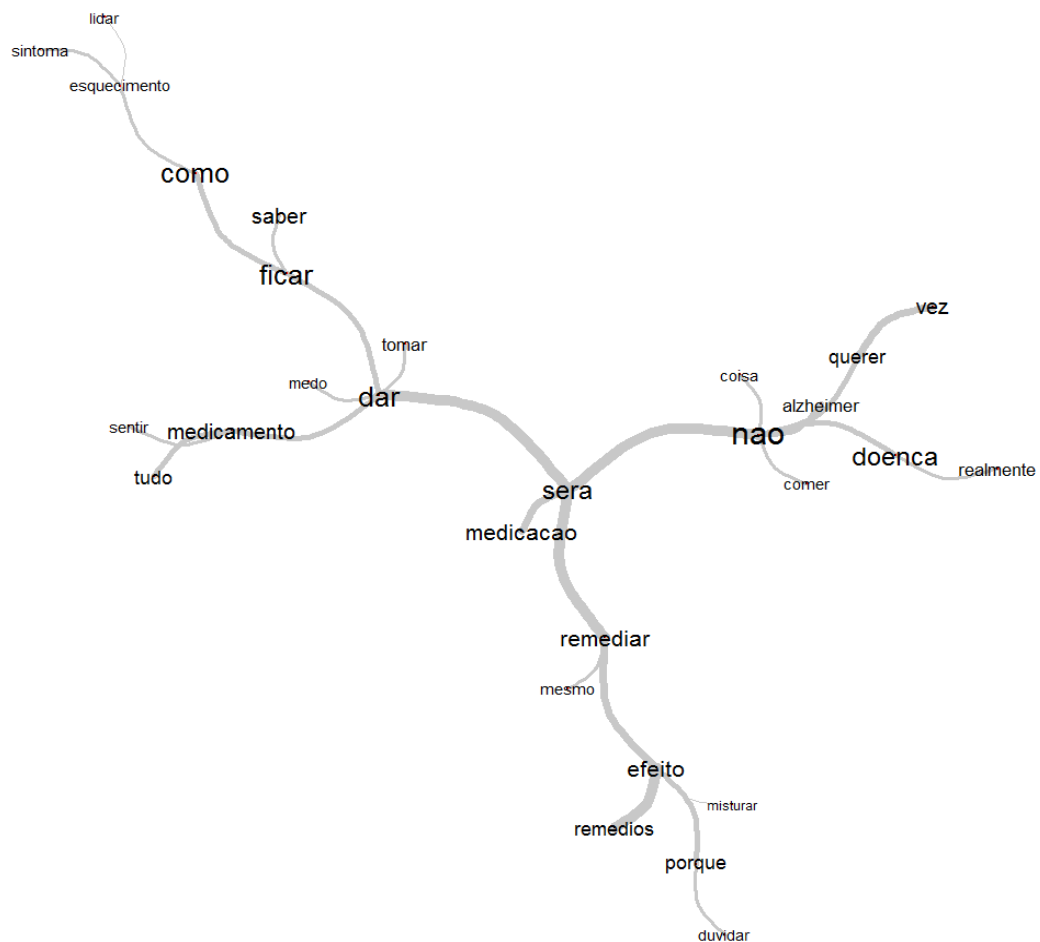 lidar
sintoma
esquecimento
como
saber
ficar
vez
tomar
querer
coisa
medo
dar
alzheimer
sentir
medicamento
nao
doenca
realmente
tudo
comer
sera
medicacao
remediar
mesmo
efeito
misturar
remedios
porque
duvidar